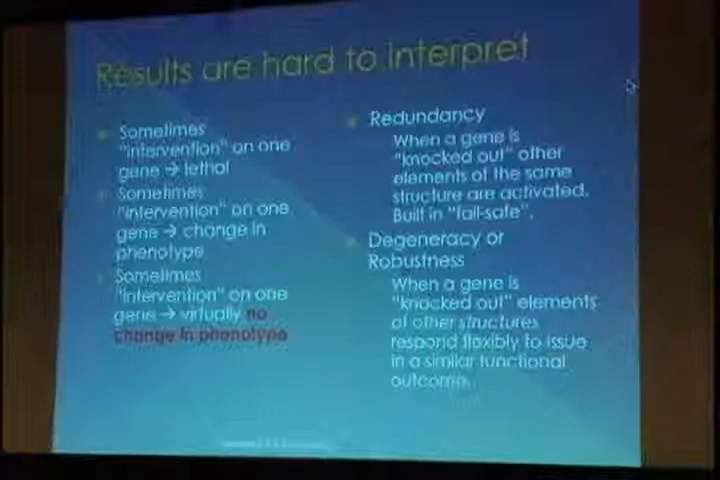 Results are hard to interpret
Sometimes
"intervention" on one
gene → lethal
Sometimes
"intervention" on one
gene → change in
phenotype
Sometimes
"intervention" on one
gene → virtually no
change in phenotype
Redundancy
When a gene is
"knocked out" other
elements of the same
structure are activated.
Built in "fail-safe".
Degeneracy or
Robustness
When a gene is
"knocked out" elements
of other structures
respond flexibly to issue
in a similar functional
outcome.